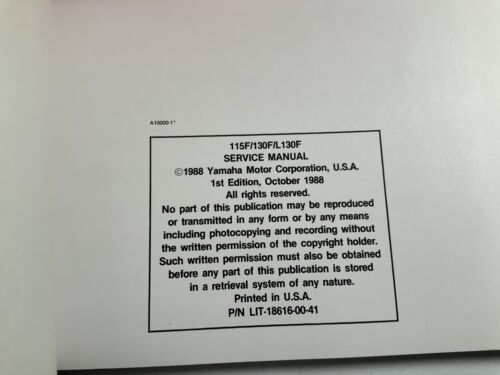 A10000-1*
115F/130F/L130F
SERVICE MANUAL
©1988 Yamaha Motor Corporation, U.S.A.
1st Edition, October 1988
All rights reserved.
No part of this publication may be reproduced
or transmitted in any form or by any means
including photocopying and recording without
the written permission of the copyright holder.
Such written permission must also be obtained
before any part of this publication is stored
in a retrieval system of any nature.
Printed in U.S.A.
P/N LIT-18616-00-41